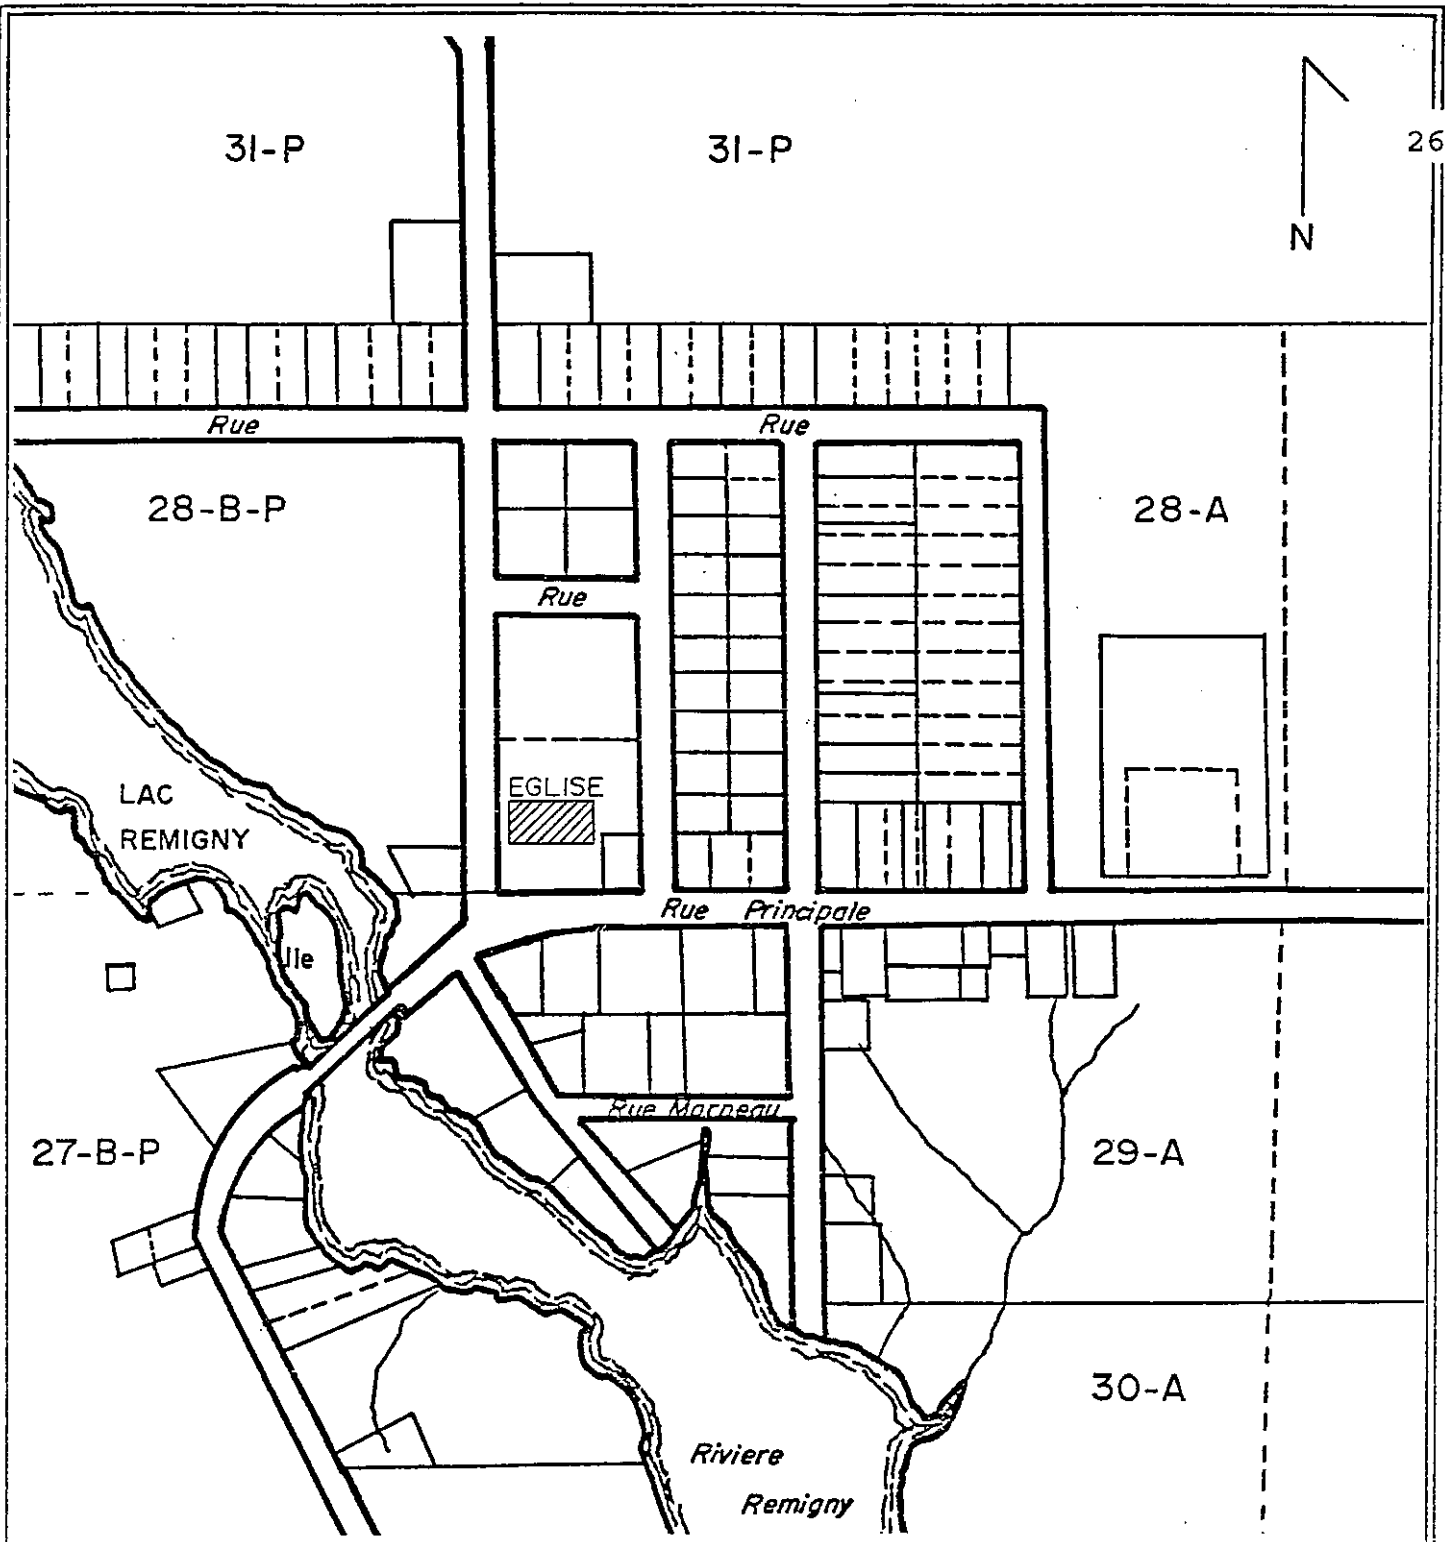 31-P
31-P
26
N
Rue
Rue
28-B-P
28-A
Rue
EGLISE
LAC
REMIGNY
Rue Principale
Ile
Rue Morneau
27-B-P
29-A
30-A
Riviere
Remigny